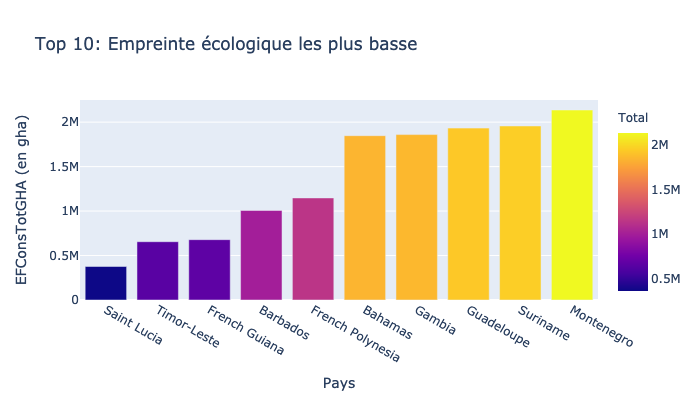 Top 10: Empreinte écologique les plus basse
EFConsTotGHA (en gha)
2M
1.5M
1M
0.5M
0
Saint Lucia
Timor-Leste
French Guiana
Barbados
French Polynesia
Bahamas
Gambia
Guadeloupe
Suriname
Montenegro
Pays
Total
2M
1.5M
1M
0.5M